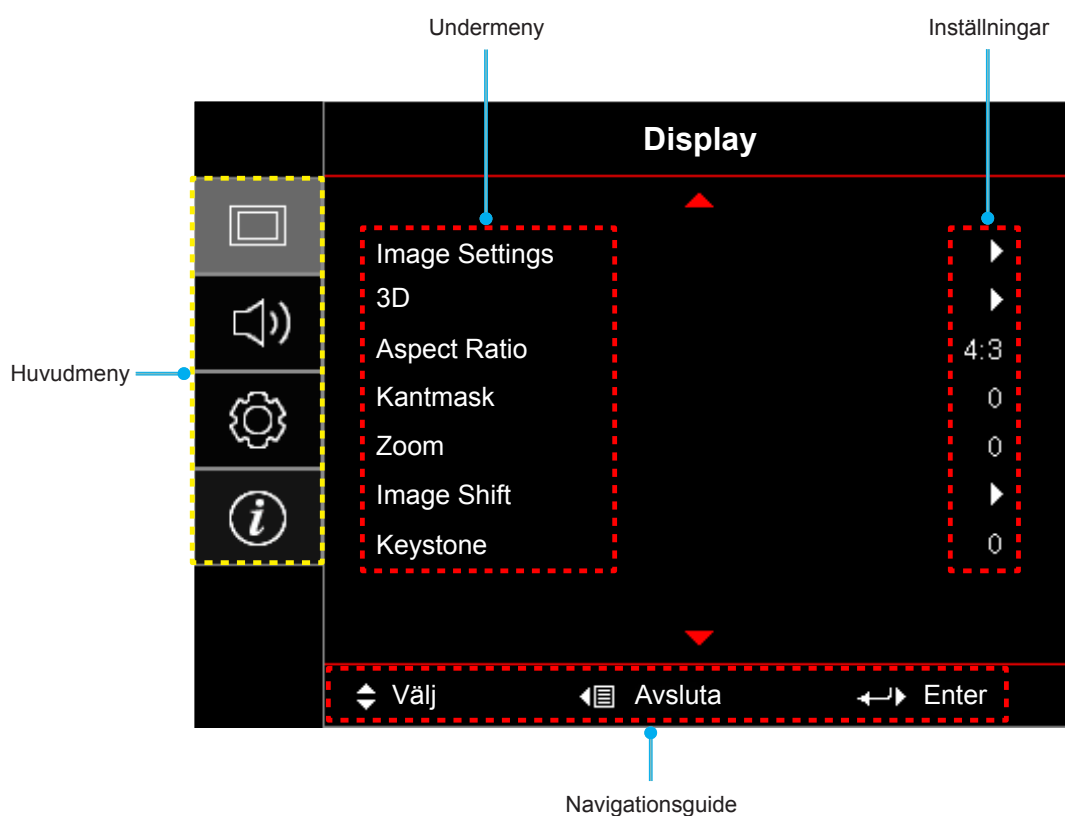 Undermeny Inställningar
Display
Image Settings
3D
Aspect Ratio 4:3
Huvudmeny
Kantmask 0
Zoom 0
Image Shift
Keystone 0
Välj Avsluta Enter
Navigationsguide